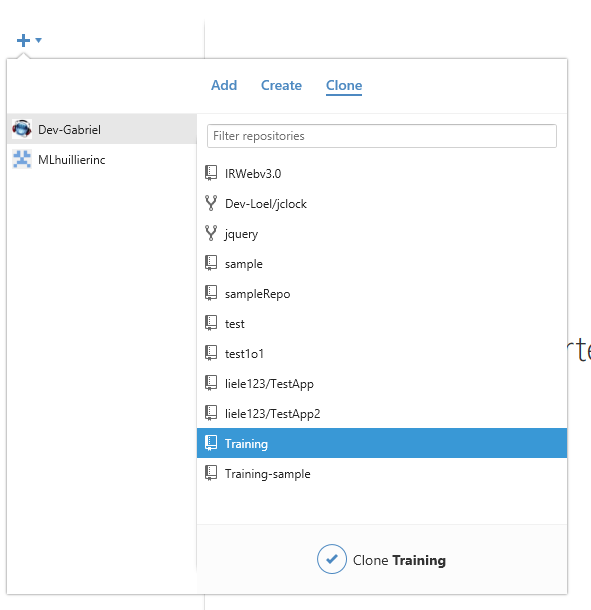 Add Create Clone
Dev-Gabriel
MLhuillierinc
Filter repositories
IRWebv3.0
Dev-Loel/jclock
jquery
sample
sampleRepo
test
test1o1
liele123/TestApp
liele123/TestApp2
Training
Training-sample
Clone Training